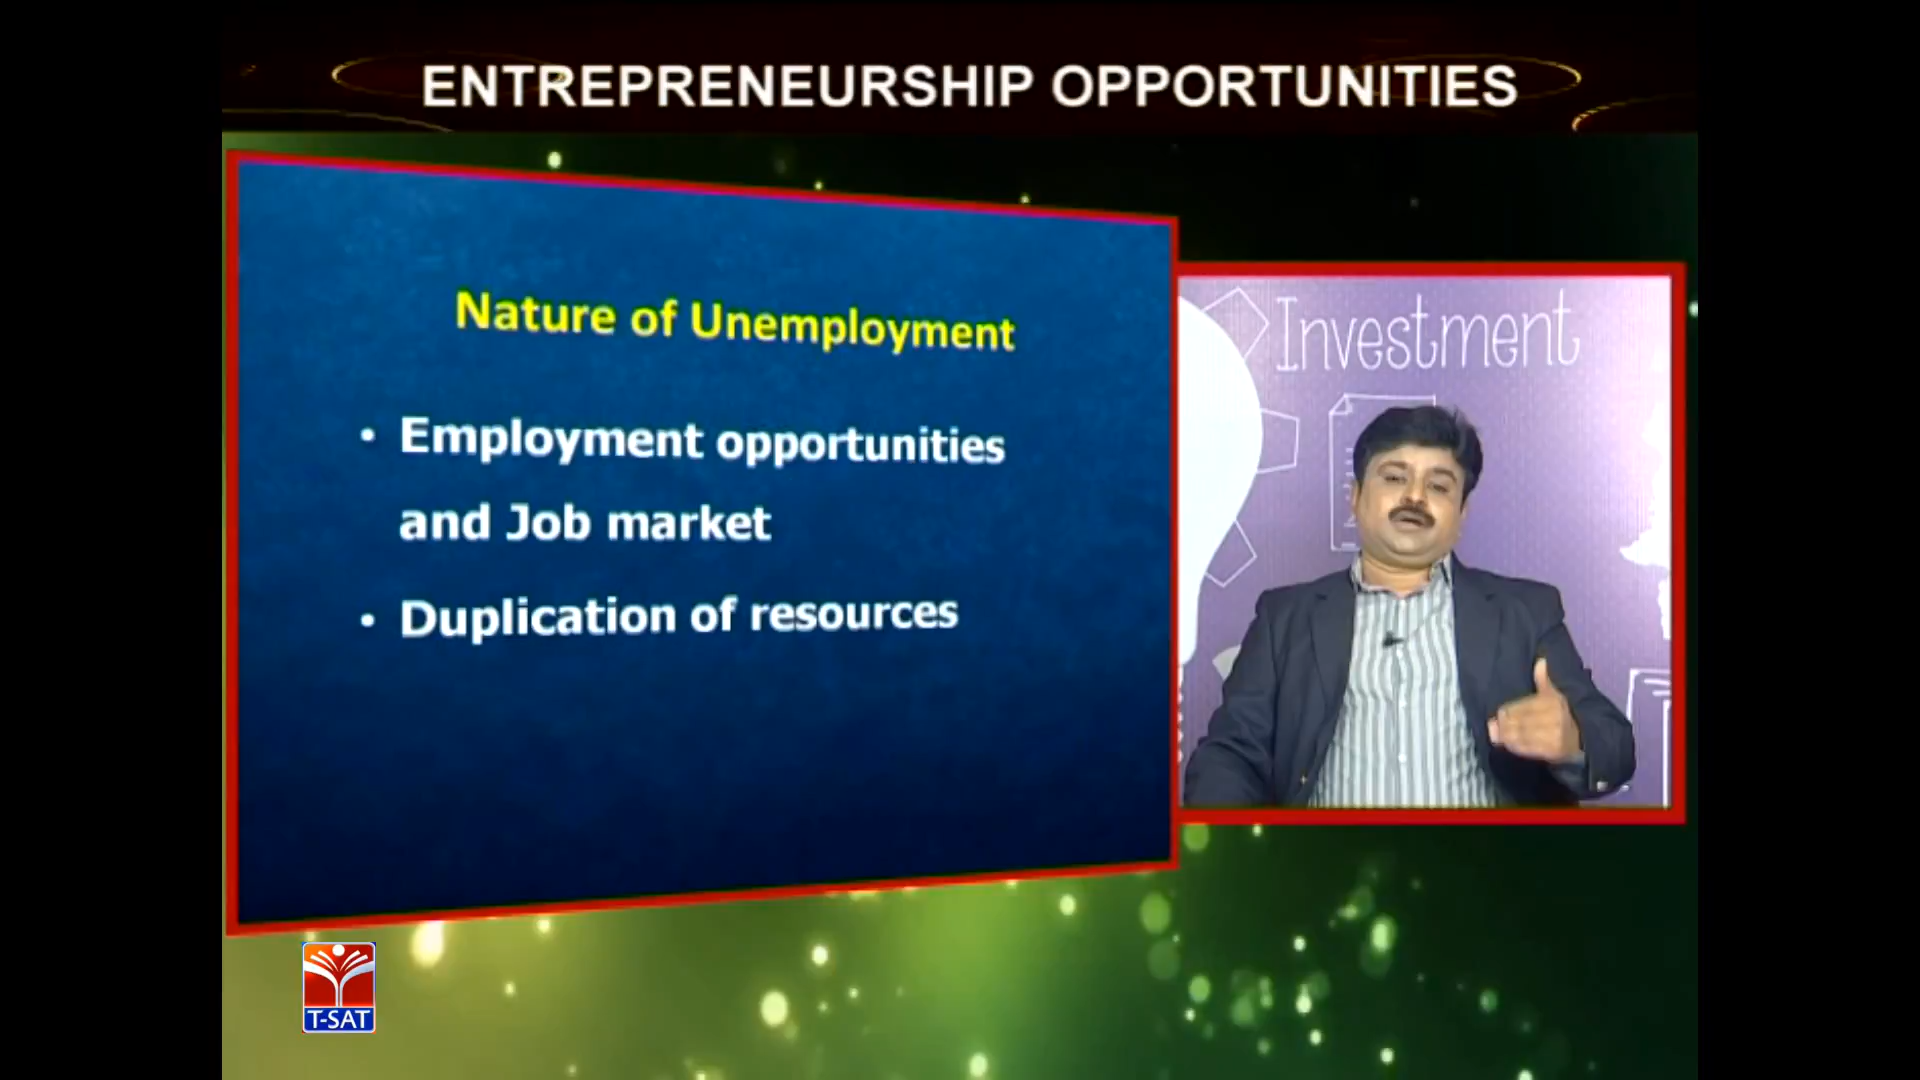 ENTREPRENEURSHIP OPPORTUNITIES
Nature of Unemployment
• Employment opportunities
and Job market
• Duplication of resources
Investment
T-SAT